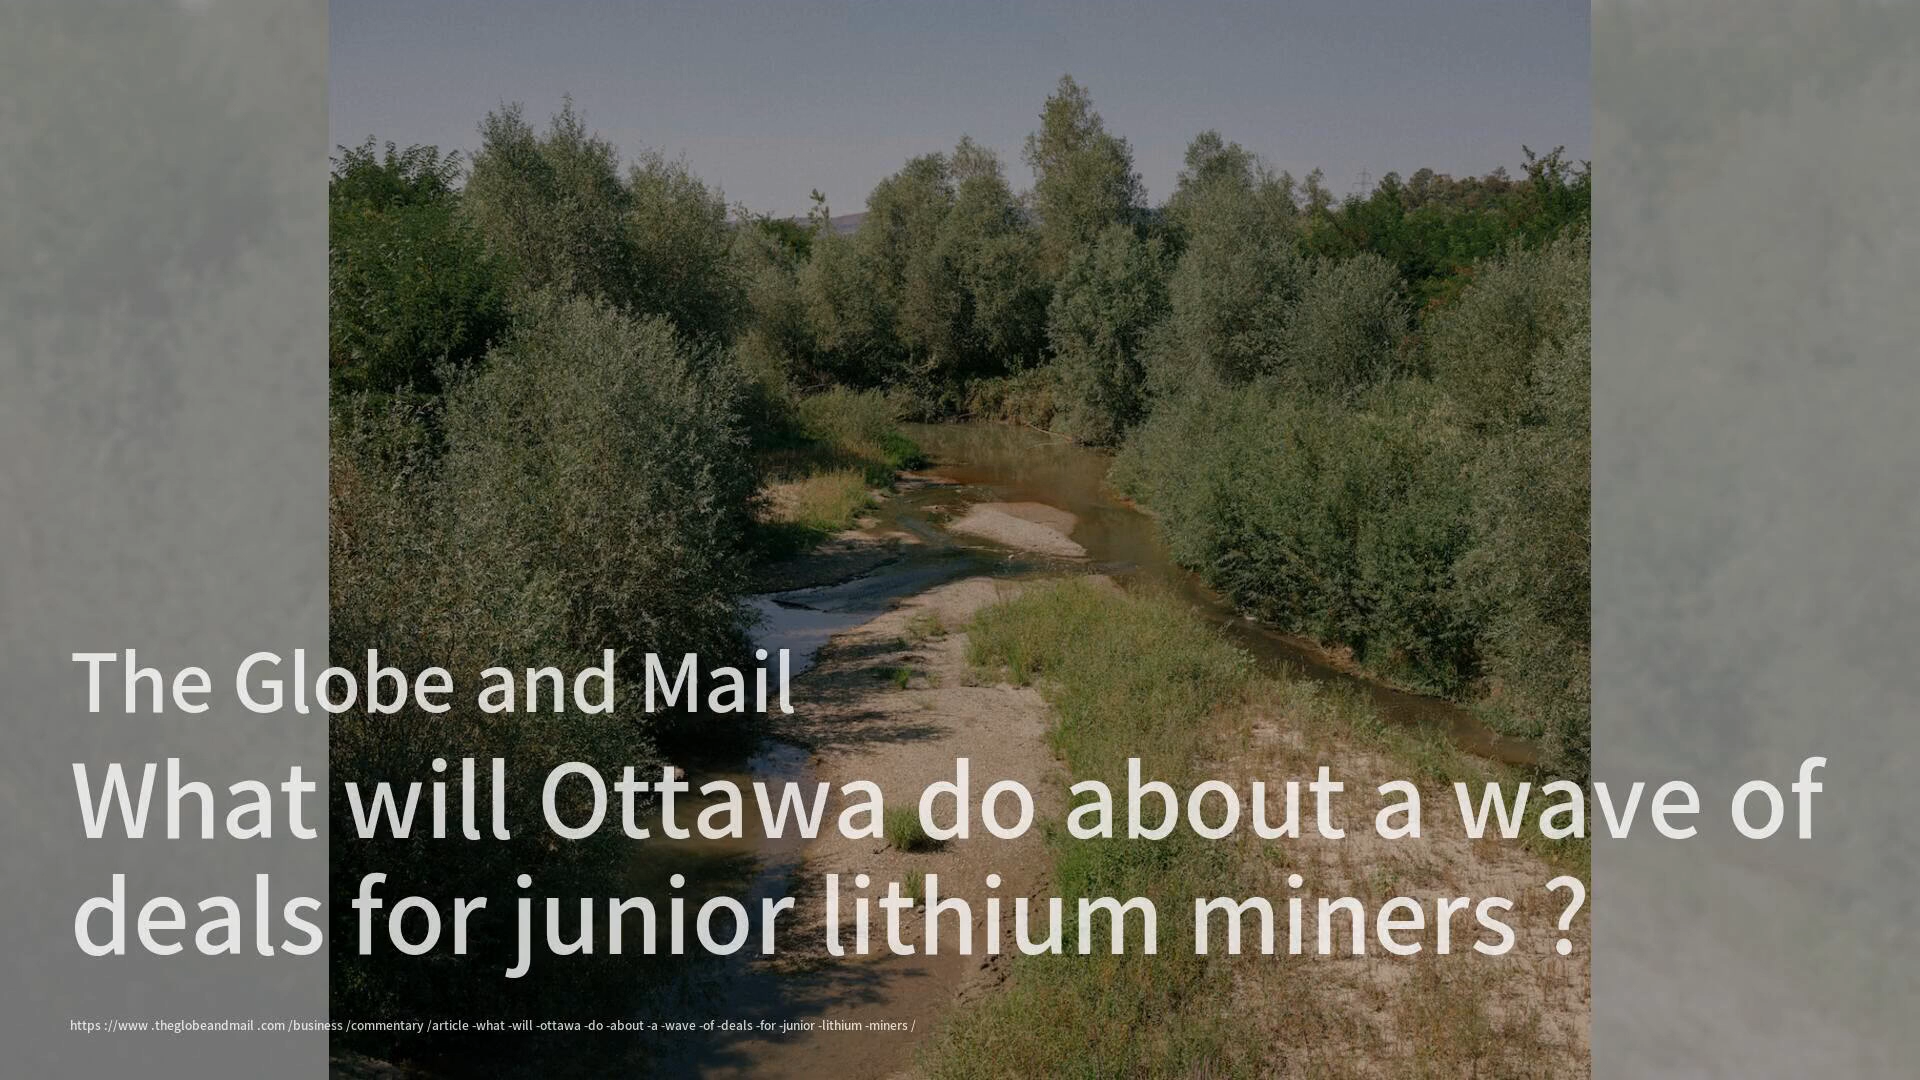 The Globe and Mail
What will Ottawa do about a wave of
deals for junior lithium miners ?
https ://www .theglobeandmail .com /business /commentary /article -what -will -ottawa -do -about -a -wave -of -deals -for -junior -lithium -miners /